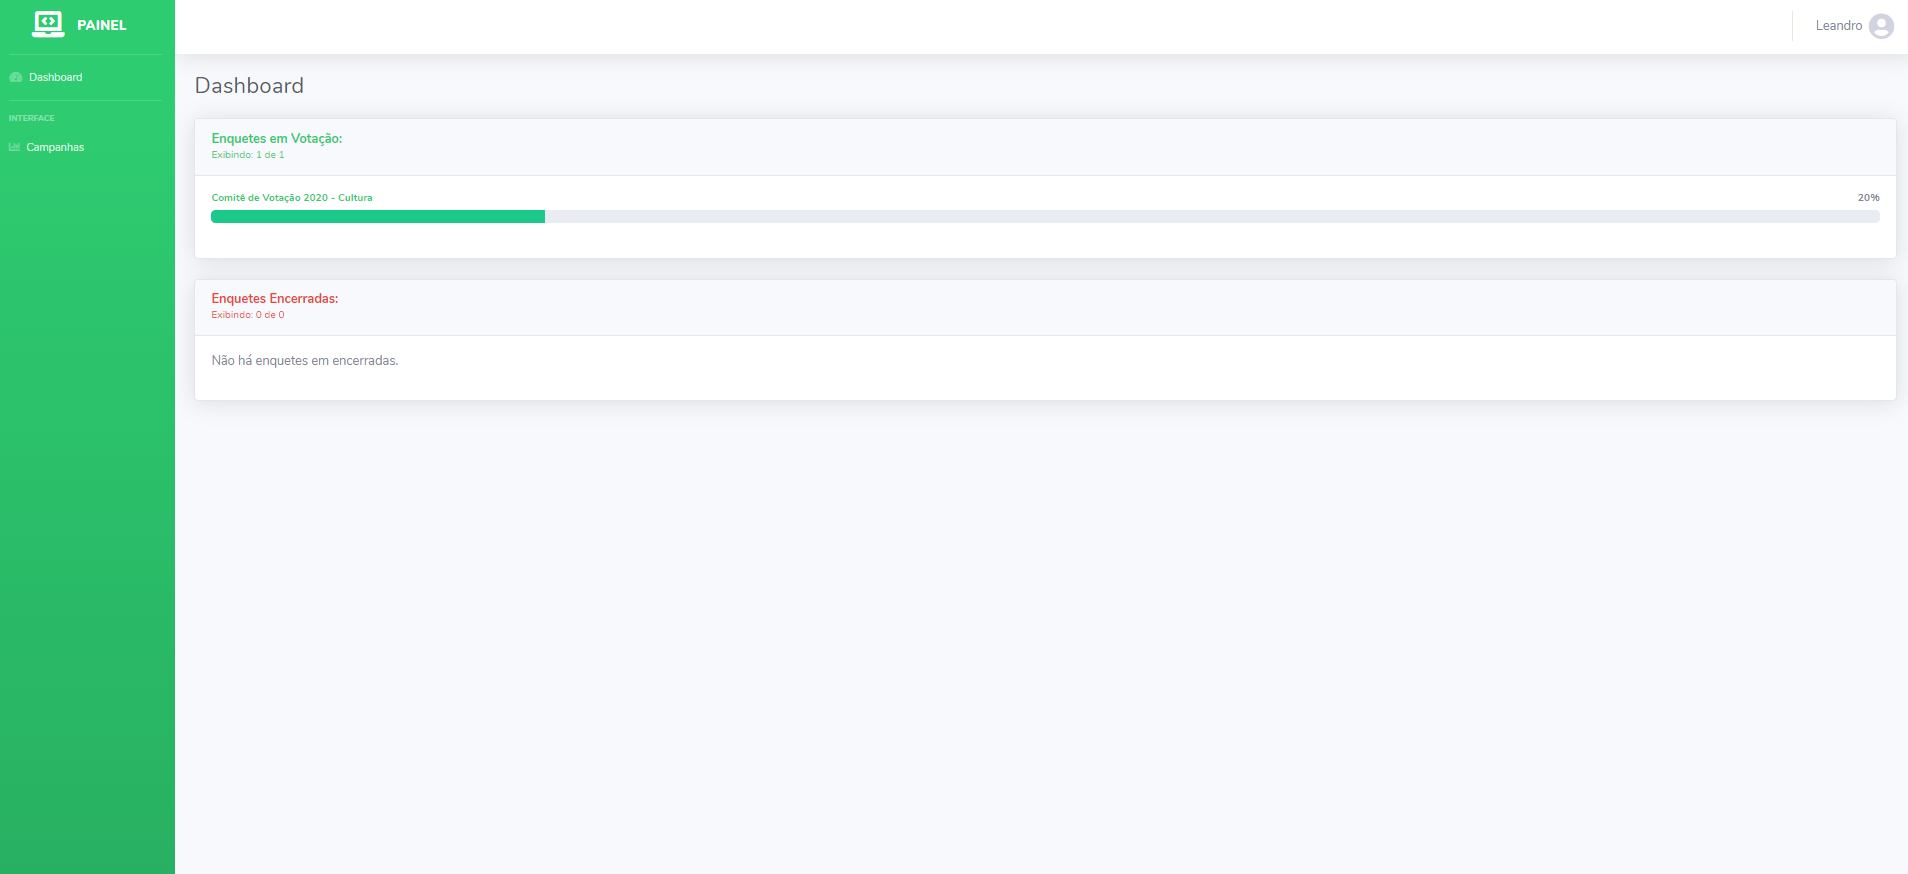 PAINEL
Leandro
Dashboard
INTERFACE
Campanhas
Dashboard
Enquetes em Votação:
Exibindo: 1 de 1
Comitê de Votação 2020 - Cultura
20%
Enquetes Encerradas:
Exibindo: 0 de 0
Não há enquetes em encerradas.